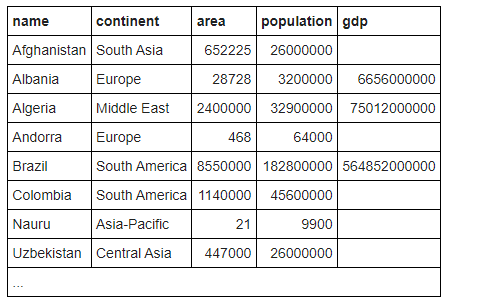 name continent area population gdp
Afghanistan South Asia 652225 26000000
Albania Europe 28728 3200000 6656000000
Algeria Middle East 2400000 32900000 75012000000
Andorra Europe 468 64000
Brazil South America 8550000 182800000 564852000000
Colombia South America 1140000 45600000
Nauru Asia-Pacific 21 9900
Uzbekistan Central Asia 447000 26000000
...